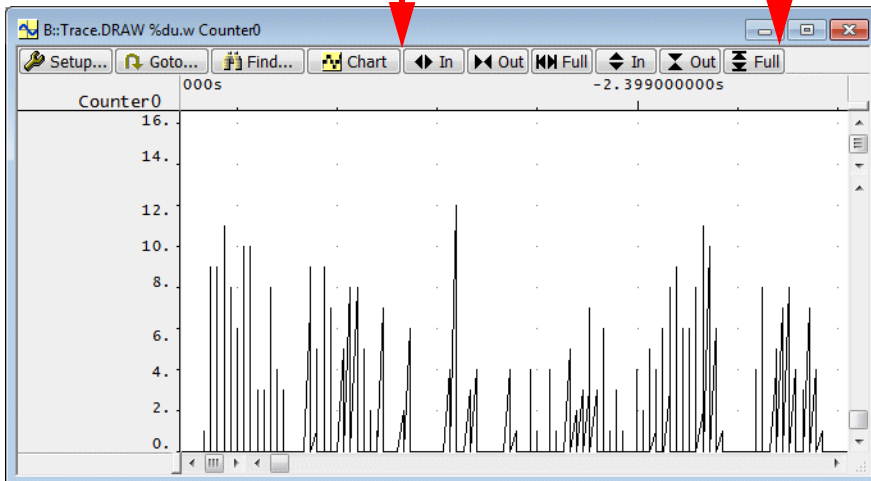 B::Trace.DRAW %du.w Counter0
Setup... Goto... Find... Chart In Out Full In Out Full
000s -2.399000000s
Counter0
16.
14.
12.
10.
8.
6.
4.
2.
0.